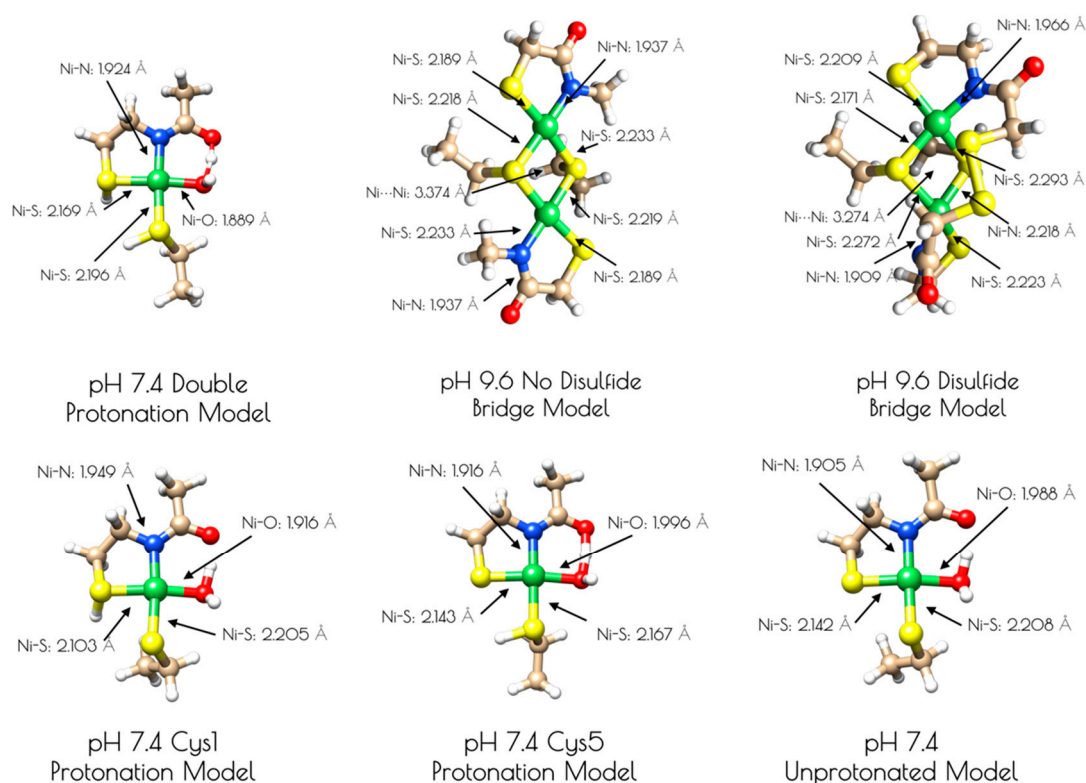 Ni-N: 1.924 Å
Ni-S: 2.169 Å
Ni-O: 1.889 Å
Ni-S: 2.196 Å
pH 7.4 Double
Protonation Model
Ni-S: 2.189 Å
Ni-N: 1.937 Å
Ni-S: 2.218 Å
Ni-S: 2.233 Å
Ni···Ni: 3.374 Å
Ni-S: 2.219 Å
Ni-S: 2.233 Å
Ni-S: 2.189 Å
Ni-N: 1.937 Å
pH 9.6 No Disulfide
Bridge Model
Ni-N: 1.966 Å
Ni-S: 2.209 Å
Ni-S: 2.171 Å
Ni-S: 2.293 Å
Ni···Ni: 3.274 Å
Ni-N: 2.218 Å
Ni-S: 2.272 Å
Ni-N: 1.909 Å
Ni-S: 2.223 Å
pH 9.6 Disulfide
Bridge Model
Ni-N: 1.949 Å
Ni-O: 1.916 Å
Ni-S: 2.103 Å
Ni-S: 2.205 Å
pH 7.4 Cys1
Protonation Model
Ni-N: 1.916 Å
Ni-O: 1.996 Å
Ni-S: 2.143 Å
Ni-S: 2.167 Å
pH 7.4 Cys5
Protonation Model
Ni-N: 1.905 Å
Ni-O: 1.988 Å
Ni-S: 2.142 Å
Ni-S: 2.208 Å
pH 7.4
Unprotonated Model